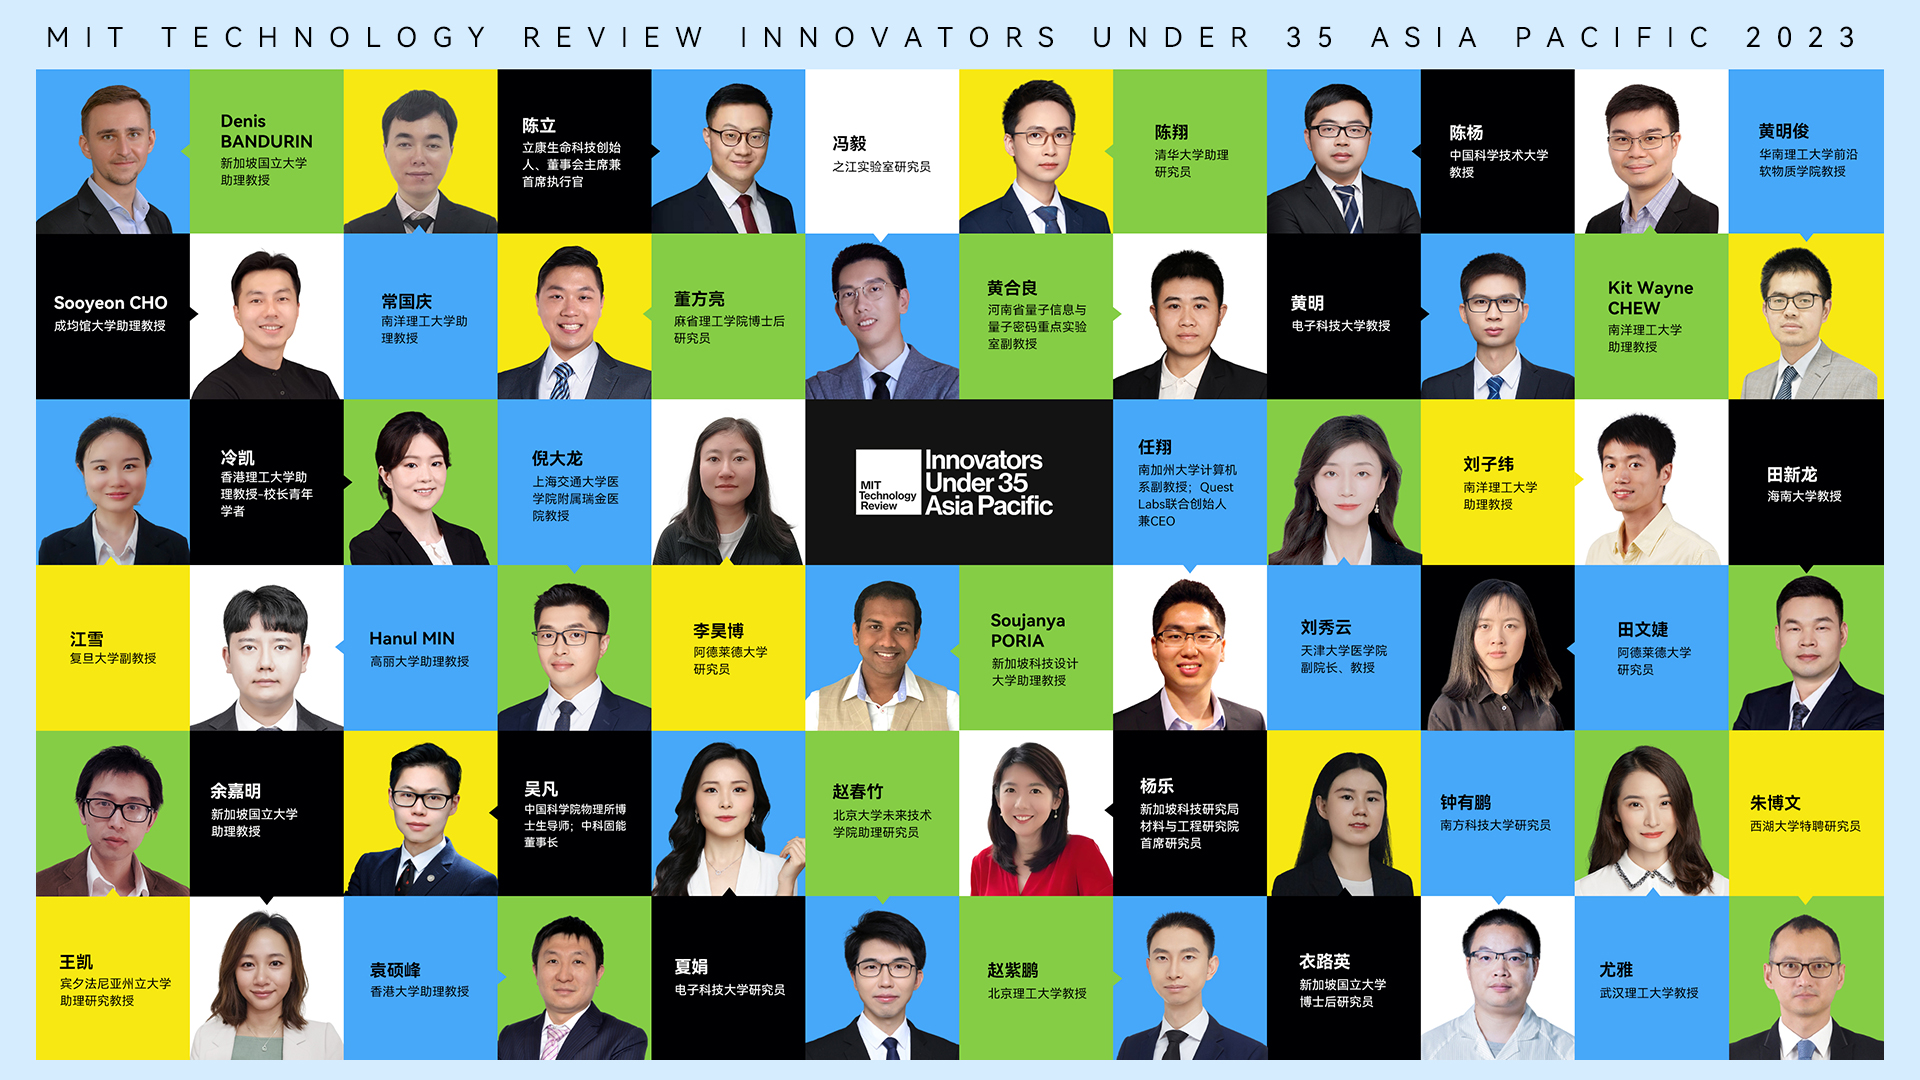 MIT TECHNOLOGY REVIEW INNOVATORS UNDER 35 ASIA PACIFIC 2023
Denis
BANDURIN
新加坡国立大学
助理教授
陈立
立康生命科技创始
人、董事会主席兼
首席执行官
冯毅
之江实验室研究员
陈翔
清华大学助理
研究员
陈杨
中国科学技术大学
教授
黄明俊
华南理工大学前沿
软物质学院教授
Sooyeon CHO
成均馆大学助理教授
常国庆
南洋理工大学助
理教授
董方亮
麻省理工学院博士后
研究员
黄合良
河南省量子信息与
量子密码重点实验
室副教授
黄明
电子科技大学教授
Kit Wayne
CHEW
南洋理工大学
助理教授
冷凯
香港理工大学助
理教授-校长青年
学者
倪大龙
上海交通大学医
学院附属瑞金医
院教授
MIT
Technology
Review
Innovators
Under 35
Asia Pacific
任翔
南加州大学计算机
系副教授；Quest
Labs联合创始人
兼CEO
刘子纬
南洋理工大学
助理教授
田新龙
海南大学教授
江雪
复旦大学副教授
Hanul MIN
高丽大学助理教授
李昊博
阿德莱德大学
研究员
Soujanya
PORIA
新加坡科技设计
大学助理教授
刘秀云
天津大学医学院
副院长、教授
田文婕
阿德莱德大学
研究员
余嘉明
新加坡国立大学
助理教授
吴凡
中国科学院物理所博
士生导师；中科固能
董事长
赵春竹
北京大学未来技术
学院助理研究员
杨乐
新加坡科技研究局
材料与工程研究院
首席研究员
钟有鹏
南方科技大学研究员
朱博文
西湖大学特聘研究员
王凯
宾夕法尼亚州立大学
助理研究教授
袁硕峰
香港大学助理教授
夏娟
电子科技大学研究员
赵紫鹏
北京理工大学教授
衣路英
新加坡国立大学
博士后研究员
尤雅
武汉理工大学教授